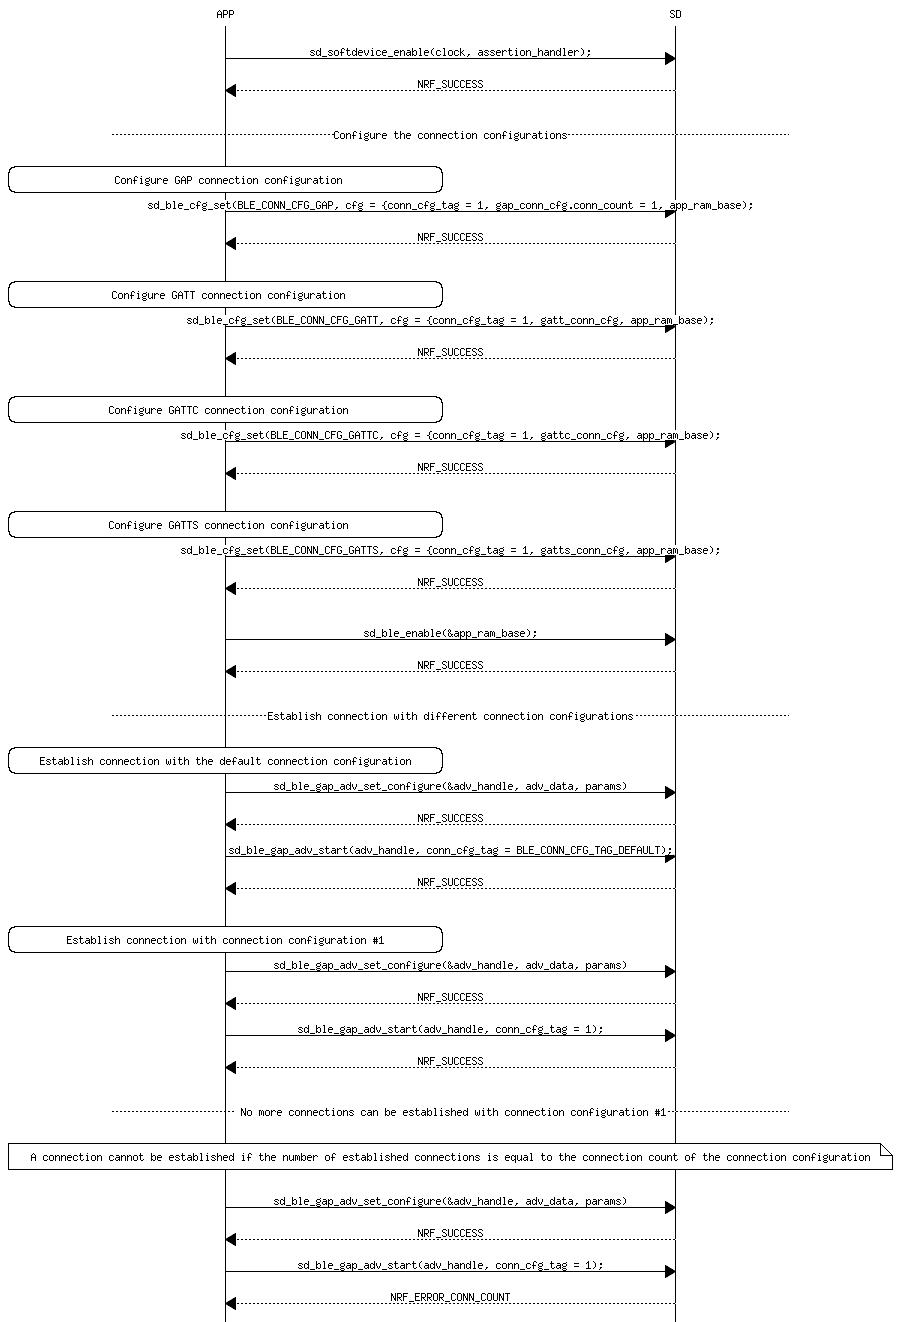 APP SD
sd_softdevice_enable(clock, assertion_handler);
NRF_SUCCESS
Configure the connection configurations
Configure GAP connection configuration
sd_ble_cfg_set(BLE_CONN_CFG_GAP, cfg = {conn_cfg_tag = 1, gap_conn_cfg.conn_count = 1, app_ram_base);
NRF_SUCCESS
Configure GATT connection configuration
sd_ble_cfg_set(BLE_CONN_CFG_GATT, cfg = {conn_cfg_tag = 1, gatt_conn_cfg, app_ram_base);
NRF_SUCCESS
Configure GATTC connection configuration
sd_ble_cfg_set(BLE_CONN_CFG_GATTC, cfg = {conn_cfg_tag = 1, gattc_conn_cfg, app_ram_base);
NRF_SUCCESS
Configure GATTS connection configuration
sd_ble_cfg_set(BLE_CONN_CFG_GATTS, cfg = {conn_cfg_tag = 1, gatts_conn_cfg, app_ram_base);
NRF_SUCCESS
sd_ble_enable(&app_ram_base);
NRF_SUCCESS
Establish connection with different connection configurations
Establish connection with the default connection configuration
sd_ble_gap_adv_set_configure(&adv_handle, adv_data, params)
NRF_SUCCESS
sd_ble_gap_adv_start(adv_handle, conn_cfg_tag = BLE_CONN_CFG_TAG_DEFAULT);
NRF_SUCCESS
Establish connection with connection configuration #1
sd_ble_gap_adv_set_configure(&adv_handle, adv_data, params)
NRF_SUCCESS
sd_ble_gap_adv_start(adv_handle, conn_cfg_tag = 1);
NRF_SUCCESS
No more connections can be established with connection configuration #1
A connection cannot be established if the number of established connections is equal to the connection count of the connection configuration
sd_ble_gap_adv_set_configure(&adv_handle, adv_data, params)
NRF_SUCCESS
sd_ble_gap_adv_start(adv_handle, conn_cfg_tag = 1);
NRF_ERROR_CONN_COUNT